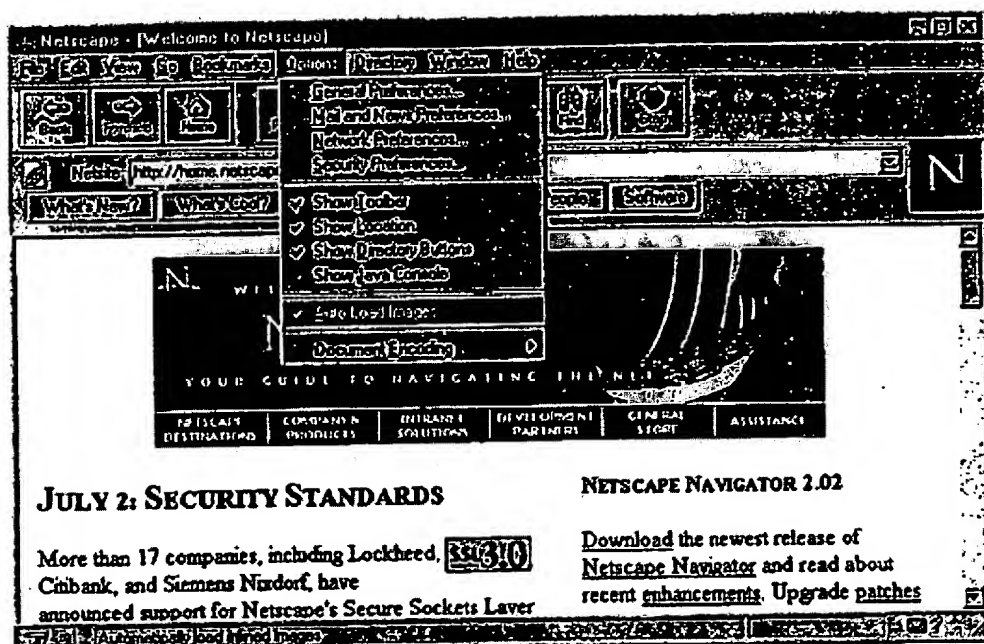 Netscape - [Welcome to Netscape]
File Edit View Go Bookmarks Options Directory Window Help
Back Forward Home
Find Stop
General Preferences...
Mail and News Preferences...
Network Preferences...
Security Preferences...
Show Toolbar
Show Location
Show Directory Buttons
Show Java Console
Auto Load Images
Document Encoding
Netsite: http://home.netscap
N
What's New? What's Cool?
Software
N
YOUR GUIDE TO NAVIGATING THE NET
NETSCAPE DESTINATIONS
COMPANY & PRODUCTS
INTRANET SOLUTIONS
DEVELOPMENT PARTNERS
GENERAL STORE
ASSISTANCE
JULY 2: SECURITY STANDARDS
More than 17 companies, including Lockheed,
Citibank, and Siemens Nixdorf, have
announced support for Netscape's Secure Sockets Layer
SSL 3.0
NETSCAPE NAVIGATOR 2.02
Download the newest release of
Netscape Navigator and read about
recent enhancements. Upgrade patches
Automatically load inlined images